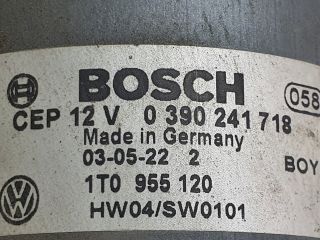 BOSCH
CEP 12 V 0 390 241 718 058
Made in Germany
03-05-22 2
BOY
1T0 955 120
HW04/SW0101